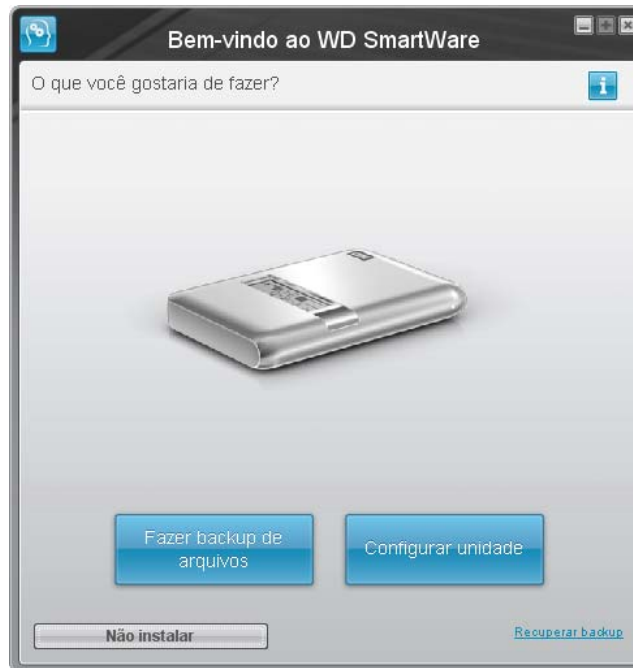 Bem-vindo ao WD SmartWare
O que você gostaria de fazer?
Fazer backup de
arquivos
Configurar unidade
Não instalar
Recuperar backup